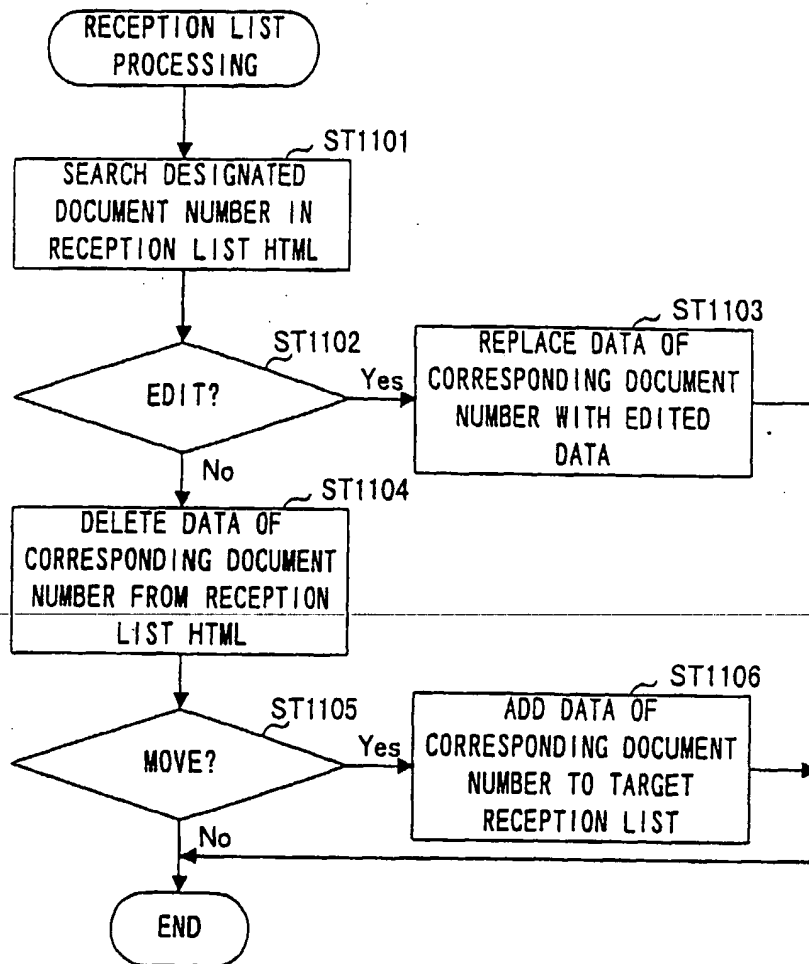 RECEPTION LIST
PROCESSING
ST1101
SEARCH DESIGNATED
DOCUMENT NUMBER IN
RECEPTION LIST HTML
ST1102
EDIT?
Yes
No
ST1103
REPLACE DATA OF
CORRESPONDING DOCUMENT
NUMBER WITH EDITED
DATA
ST1104
DELETE DATA OF
CORRESPONDING DOCUMENT
NUMBER FROM RECEPTION
LIST HTML
ST1105
MOVE?
Yes
No
ST1106
ADD DATA OF
CORRESPONDING DOCUMENT
NUMBER TO TARGET
RECEPTION LIST
END